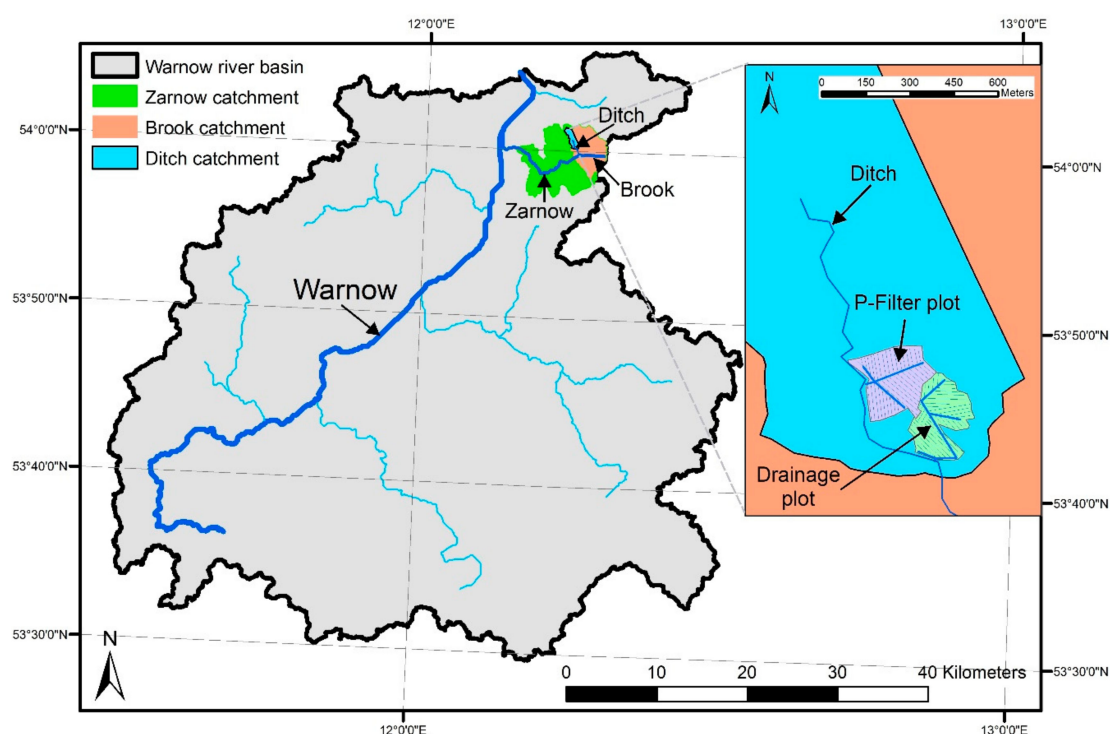 12°0'0"E
13°0'0"E
Warnow river basin
Zarnow catchment
Brook catchment
Ditch catchment
54°0'0"N
53°50'0"N
53°40'0"N
53°30'0"N
Ditch
Brook
Zarnow
Warnow
N
0 150 300 450 600
Meters
Ditch
P-Filter plot
Drainage
plot
54°0'0"N
53°50'0"N
53°40'0"N
53°30'0"N
N
0 10 20 30 40 Kilometers
12°0'0"E
13°0'0"E